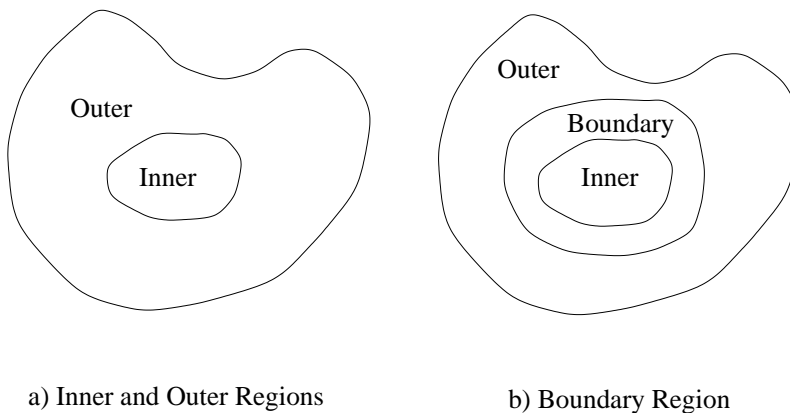 Outer
Inner
a) Inner and Outer Regions
Outer
Boundary
Inner
b) Boundary Region